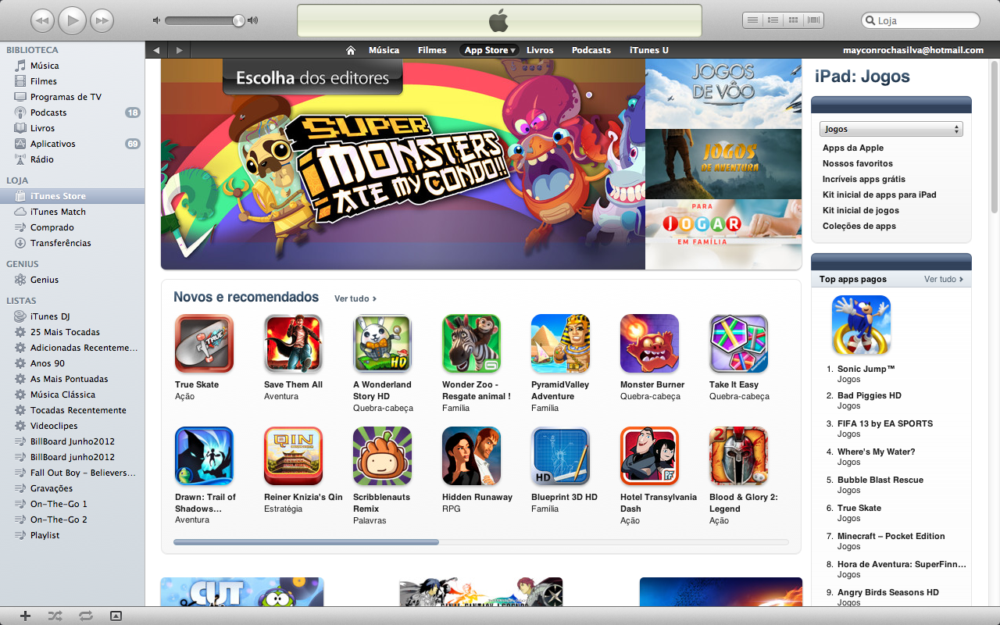 Loja
BIBLIOTECA
Música
Filmes
Programas de TV
Podcasts 18
Livros
Aplicativos 69
Rádio
LOJA
iTunes Store
iTunes Match
Comprado
Transferências
GENIUS
Genius
LISTAS
iTunes DJ
25 Mais Tocadas
Adicionadas Recenteme...
Anos 90
As Mais Pontuadas
Música Clássica
Tocadas Recentemente
Videoclipes
BillBoard Junho2012
BillBoard junho2012
Fall Out Boy – Believers...
Gravações
On-The-Go 1
On-The-Go 2
Playlist
Música Filmes App Store Livros Podcasts iTunes U mayconrochasilva@hotmail.com
Escolha dos editores
SUPER
MONSTERS
ATE MY CONDO!!
JOGOS
DE VÔO
JOGOS
DE AVENTURA
PARA
JOGAR
EM FAMÍLIA
Novos e recomendados Ver tudo
TRUE
HD
True Skate
Ação
Save Them All
Aventura
A Wonderland
Story HD
Quebra-cabeça
Wonder Zoo -
Resgate animal !
Família
PyramidValley
Adventure
Família
Monster Burner
Quebra-cabeça
Take It Easy
Quebra-cabeça
QIN
HD
PF
2
Drawn: Trail of
Shadows...
Aventura
Reiner Knizia's Qin
Estratégia
Scribblenauts
Remix
Palavras
Hidden Runaway
RPG
Blueprint 3D HD
Família
Hotel Transylvania
Dash
Ação
Blood & Glory 2:
Legend
Ação
CUT
FINAL FANTASY LEGENDS
iPad: Jogos
Jogos
Apps da Apple
Nossos favoritos
Incríveis apps grátis
Kit inicial de apps para iPad
Kit inicial de jogos
Coleções de apps
Top apps pagos Ver tudo
1. Sonic Jump™
Jogos
2. Bad Piggies HD
Jogos
3. FIFA 13 by EA SPORTS
Jogos
4. Where's My Water?
Jogos
5. Bubble Blast Rescue
Jogos
6. True Skate
Jogos
7. Minecraft – Pocket Edition
Jogos
8. Hora de Aventura: SuperFinn...
Jogos
9. Angry Birds Seasons HD
Jogos